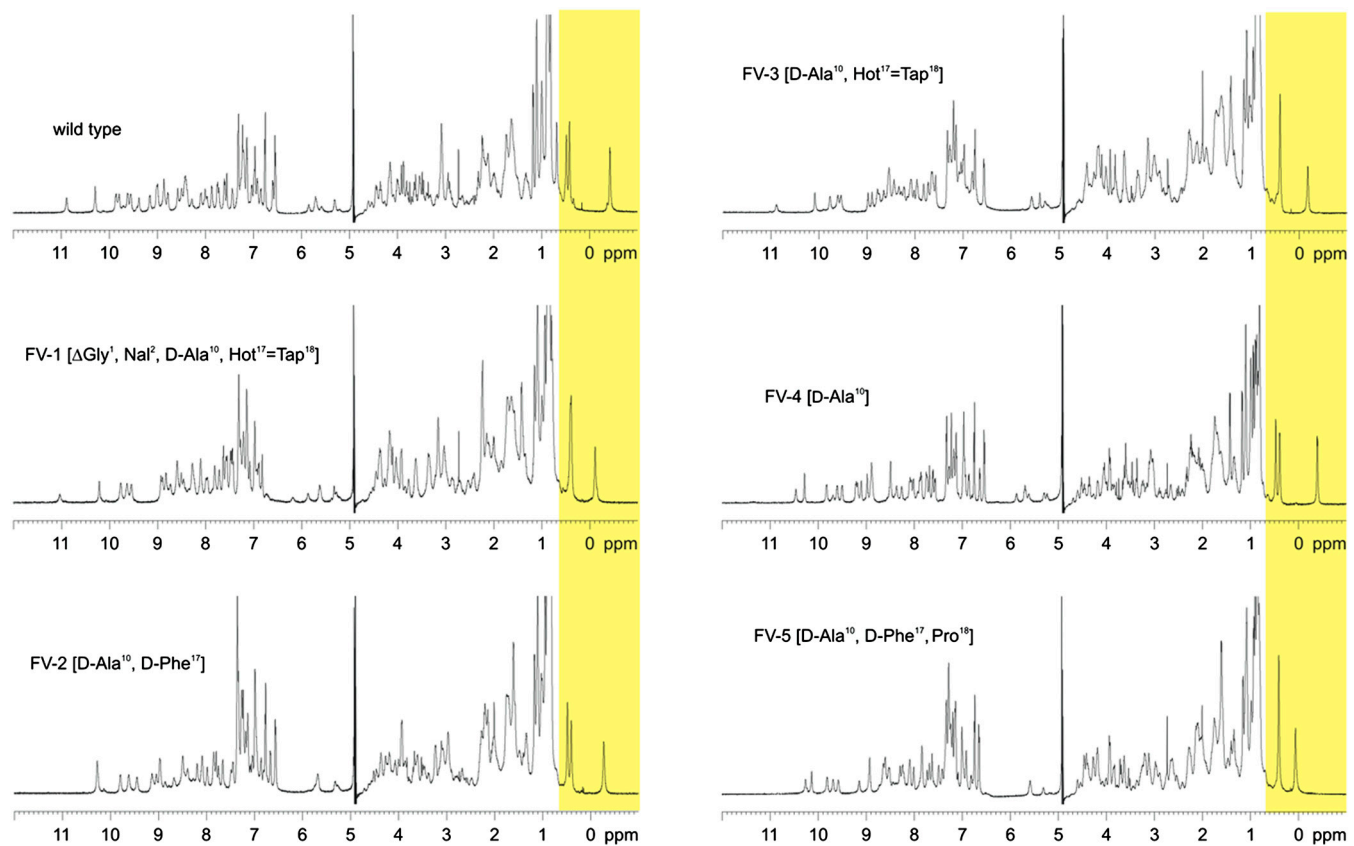 wild type
11 10 9 8 7 6 5 4 3 2 1 0 ppm
FV-3 [D-Ala¹⁰, Hot¹⁷=Tap¹⁸]
11 10 9 8 7 6 5 4 3 2 1 0 ppm
FV-1 [ΔGly¹, Nal², D-Ala¹⁰, Hot¹⁷=Tap¹⁸]
11 10 9 8 7 6 5 4 3 2 1 0 ppm
FV-4 [D-Ala¹⁰]
11 10 9 8 7 6 5 4 3 2 1 0 ppm
FV-2 [D-Ala¹⁰, D-Phe¹⁷]
11 10 9 8 7 6 5 4 3 2 1 0 ppm
FV-5 [D-Ala¹⁰, D-Phe¹⁷, Pro¹⁸]
11 10 9 8 7 6 5 4 3 2 1 0 ppm